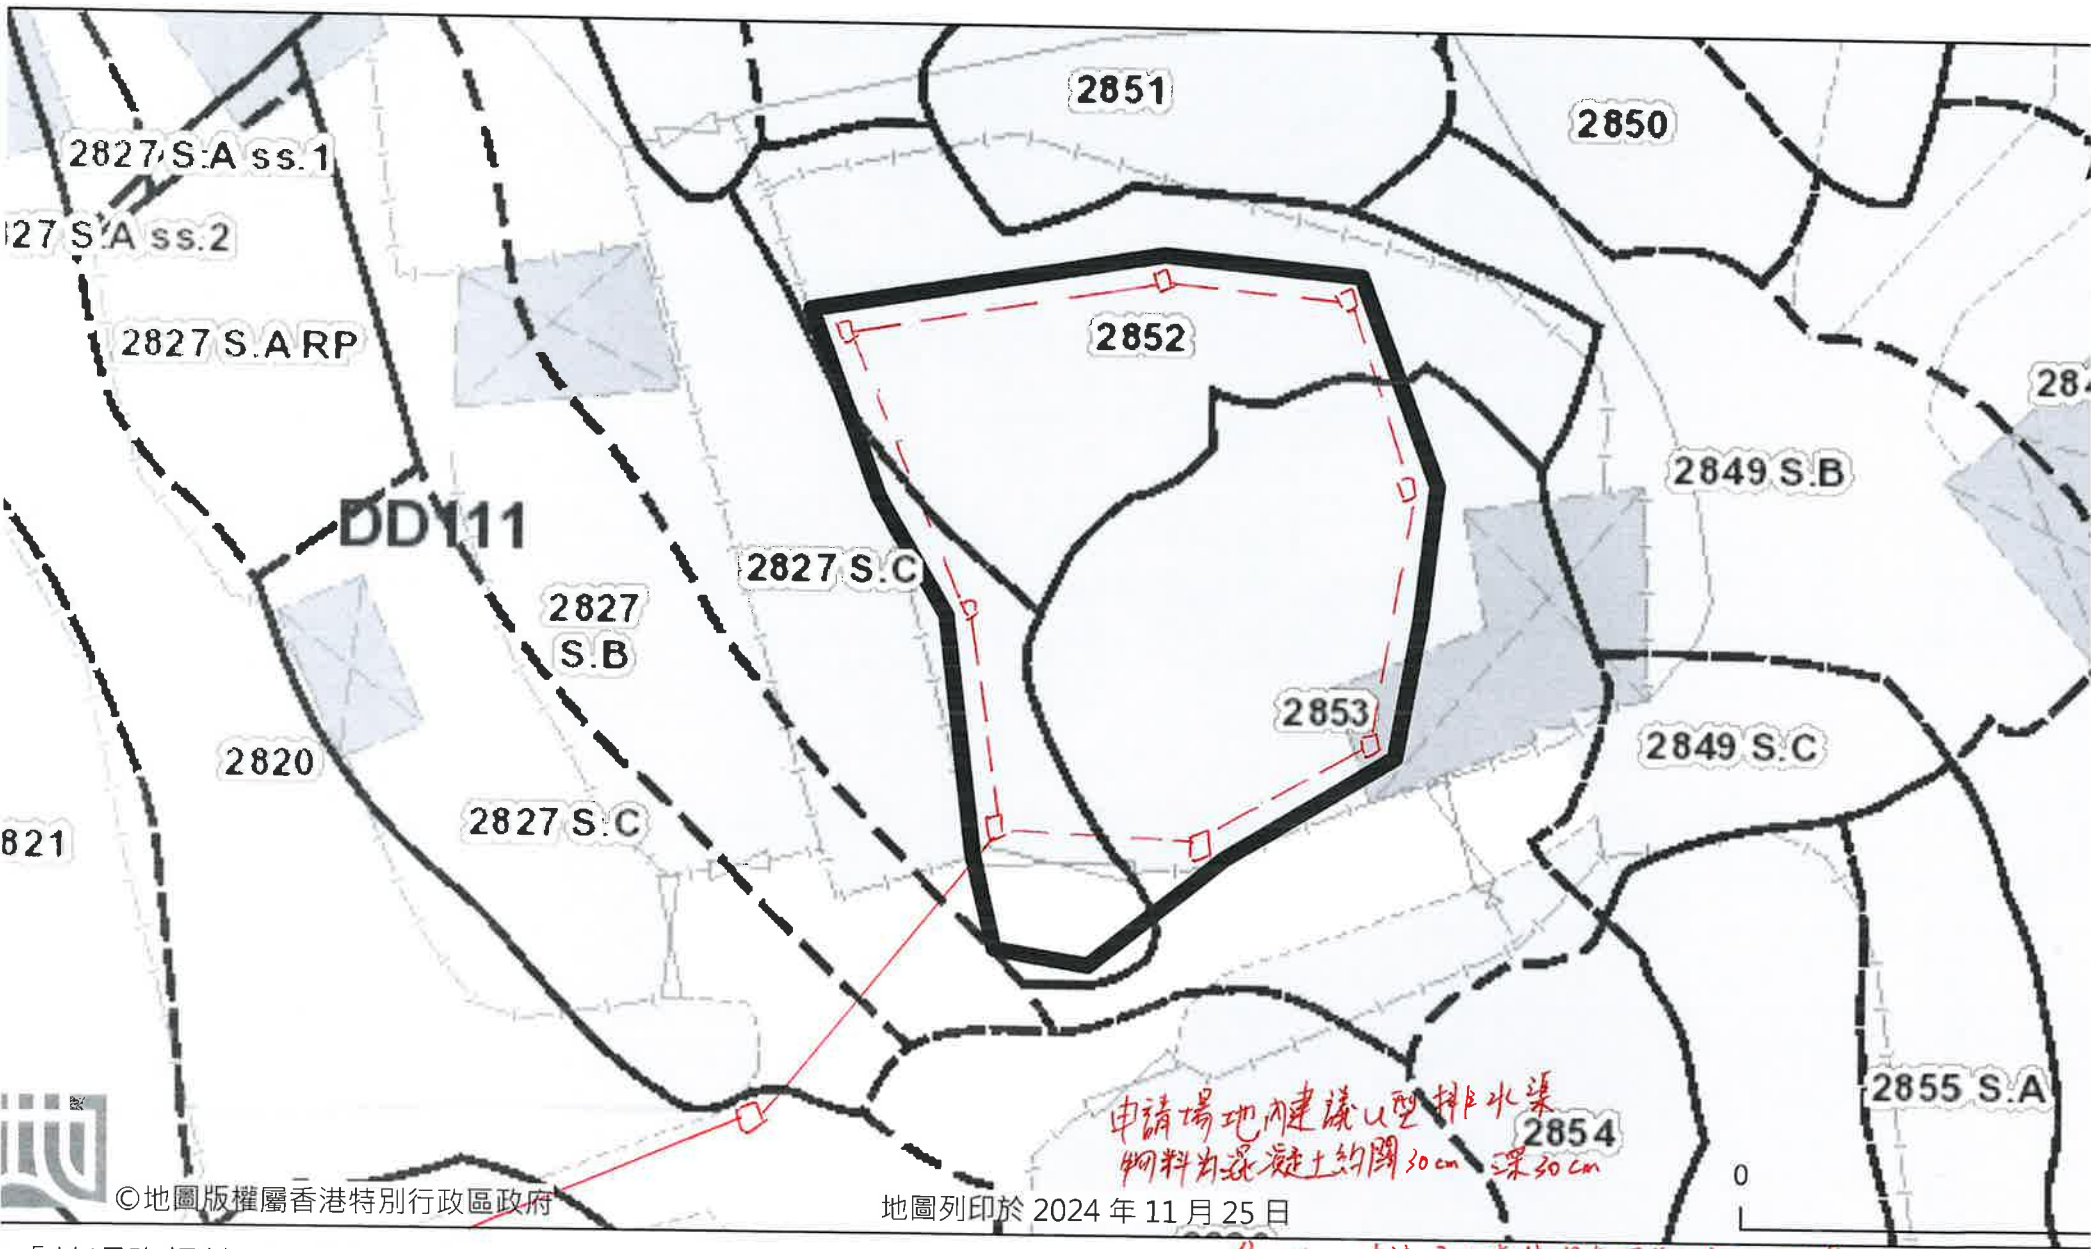 2851
2850
2827 S.A ss.1
27 S.A ss.2
2852
2827 S.A RP
284
2849 S.B
DD111
2827 S.C
2827
S.B
2853
2849 S.C
2820
2827 S.C
821
2855 S.A
申請場地內建議U型排水渠
2854
物料為混凝土約闊30cm 深30cm
0
©地圖版權屬香港特別行政區政府
地圖列印於 2024 年 11 月 25 日